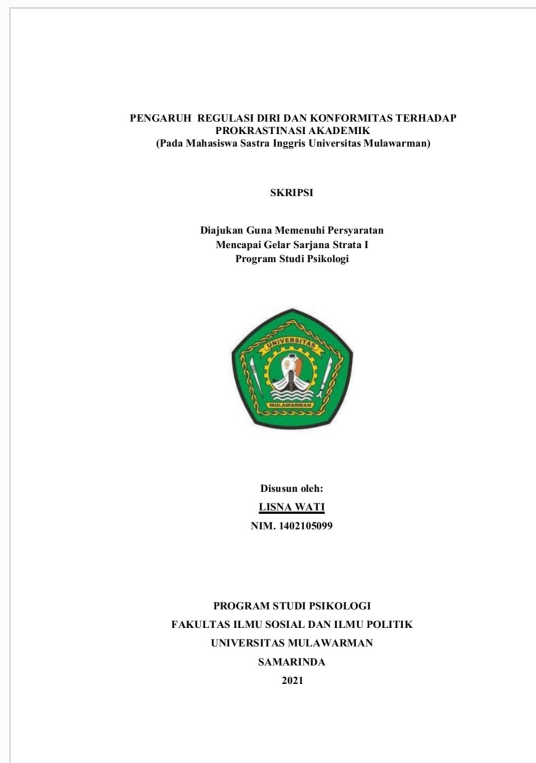 PENGARUH REGULASI DIRI DAN KONFORMITAS TERHADAP
PROKRASTINASI AKADEMIK
(Pada Mahasiswa Sastra Inggris Universitas Mulawarman)
SKRIPSI
Diajukan Guna Memenuhi Persyaratan
Mencapai Gelar Sarjana Strata I
Program Studi Psikologi
UNIVERSITAS
MULAWARMAN
Disusun oleh:
LISNA WATI
NIM. 1402105099
PROGRAM STUDI PSIKOLOGI
FAKULTAS ILMU SOSIAL DAN ILMU POLITIK
UNIVERSITAS MULAWARMAN
SAMARINDA
2021